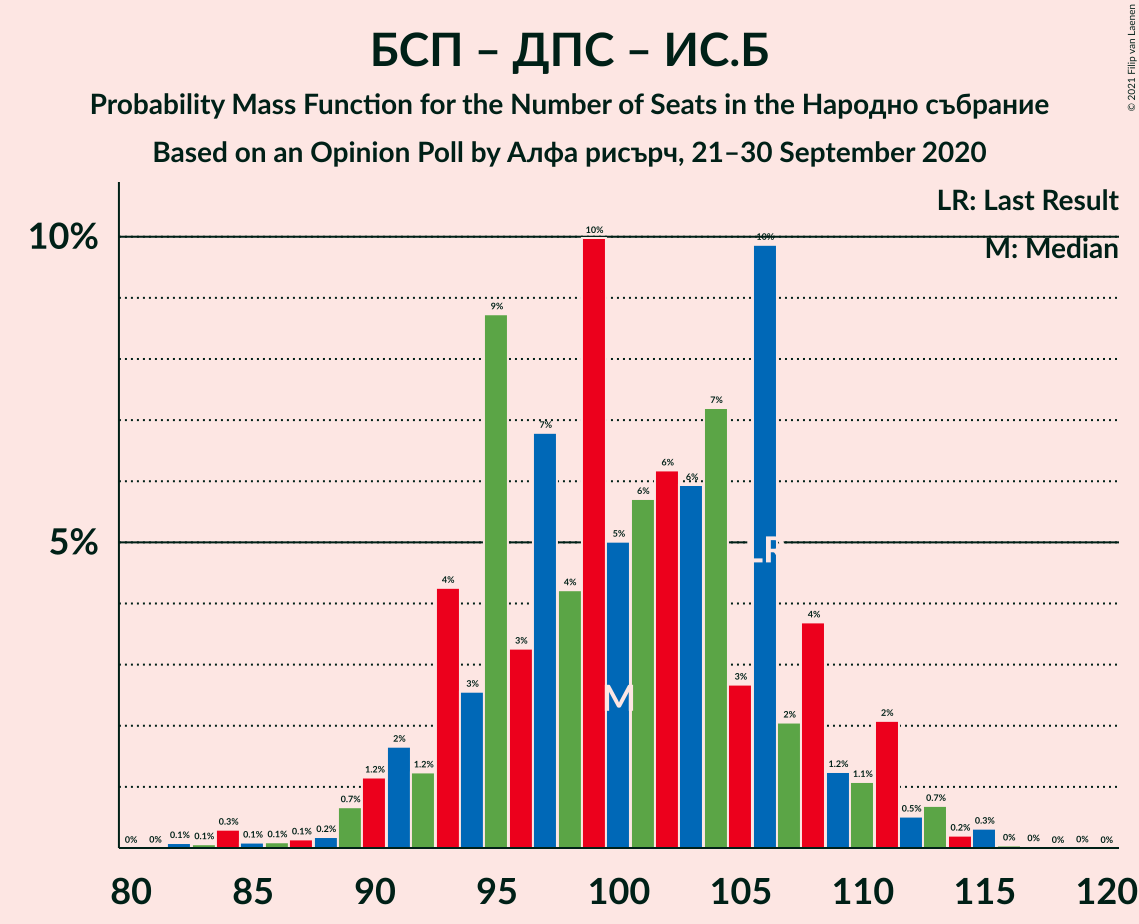 БСП – ДПС – ИС.Б
Probability Mass Function for the Number of Seats in the Народно събрание
Based on an Opinion Poll by Алфа рисърч, 21–30 September 2020
© 2021 Filip van Laenen
LR: Last Result
M: Median
10%
5%
0% 0% 0.1% 0.1% 0.3% 0.1% 0.1% 0.1% 0.2% 0.7% 1.2% 2% 1.2% 4% 3% 9% 3% 7% 4% 10% 5% 6% 6% 6% 7% 3% 10% 2% 4% 1.2% 1.1% 2% 0.5% 0.7% 0.2% 0.3% 0% 0% 0% 0% 0%
LR
M
80 85 90 95 100 105 110 115 120